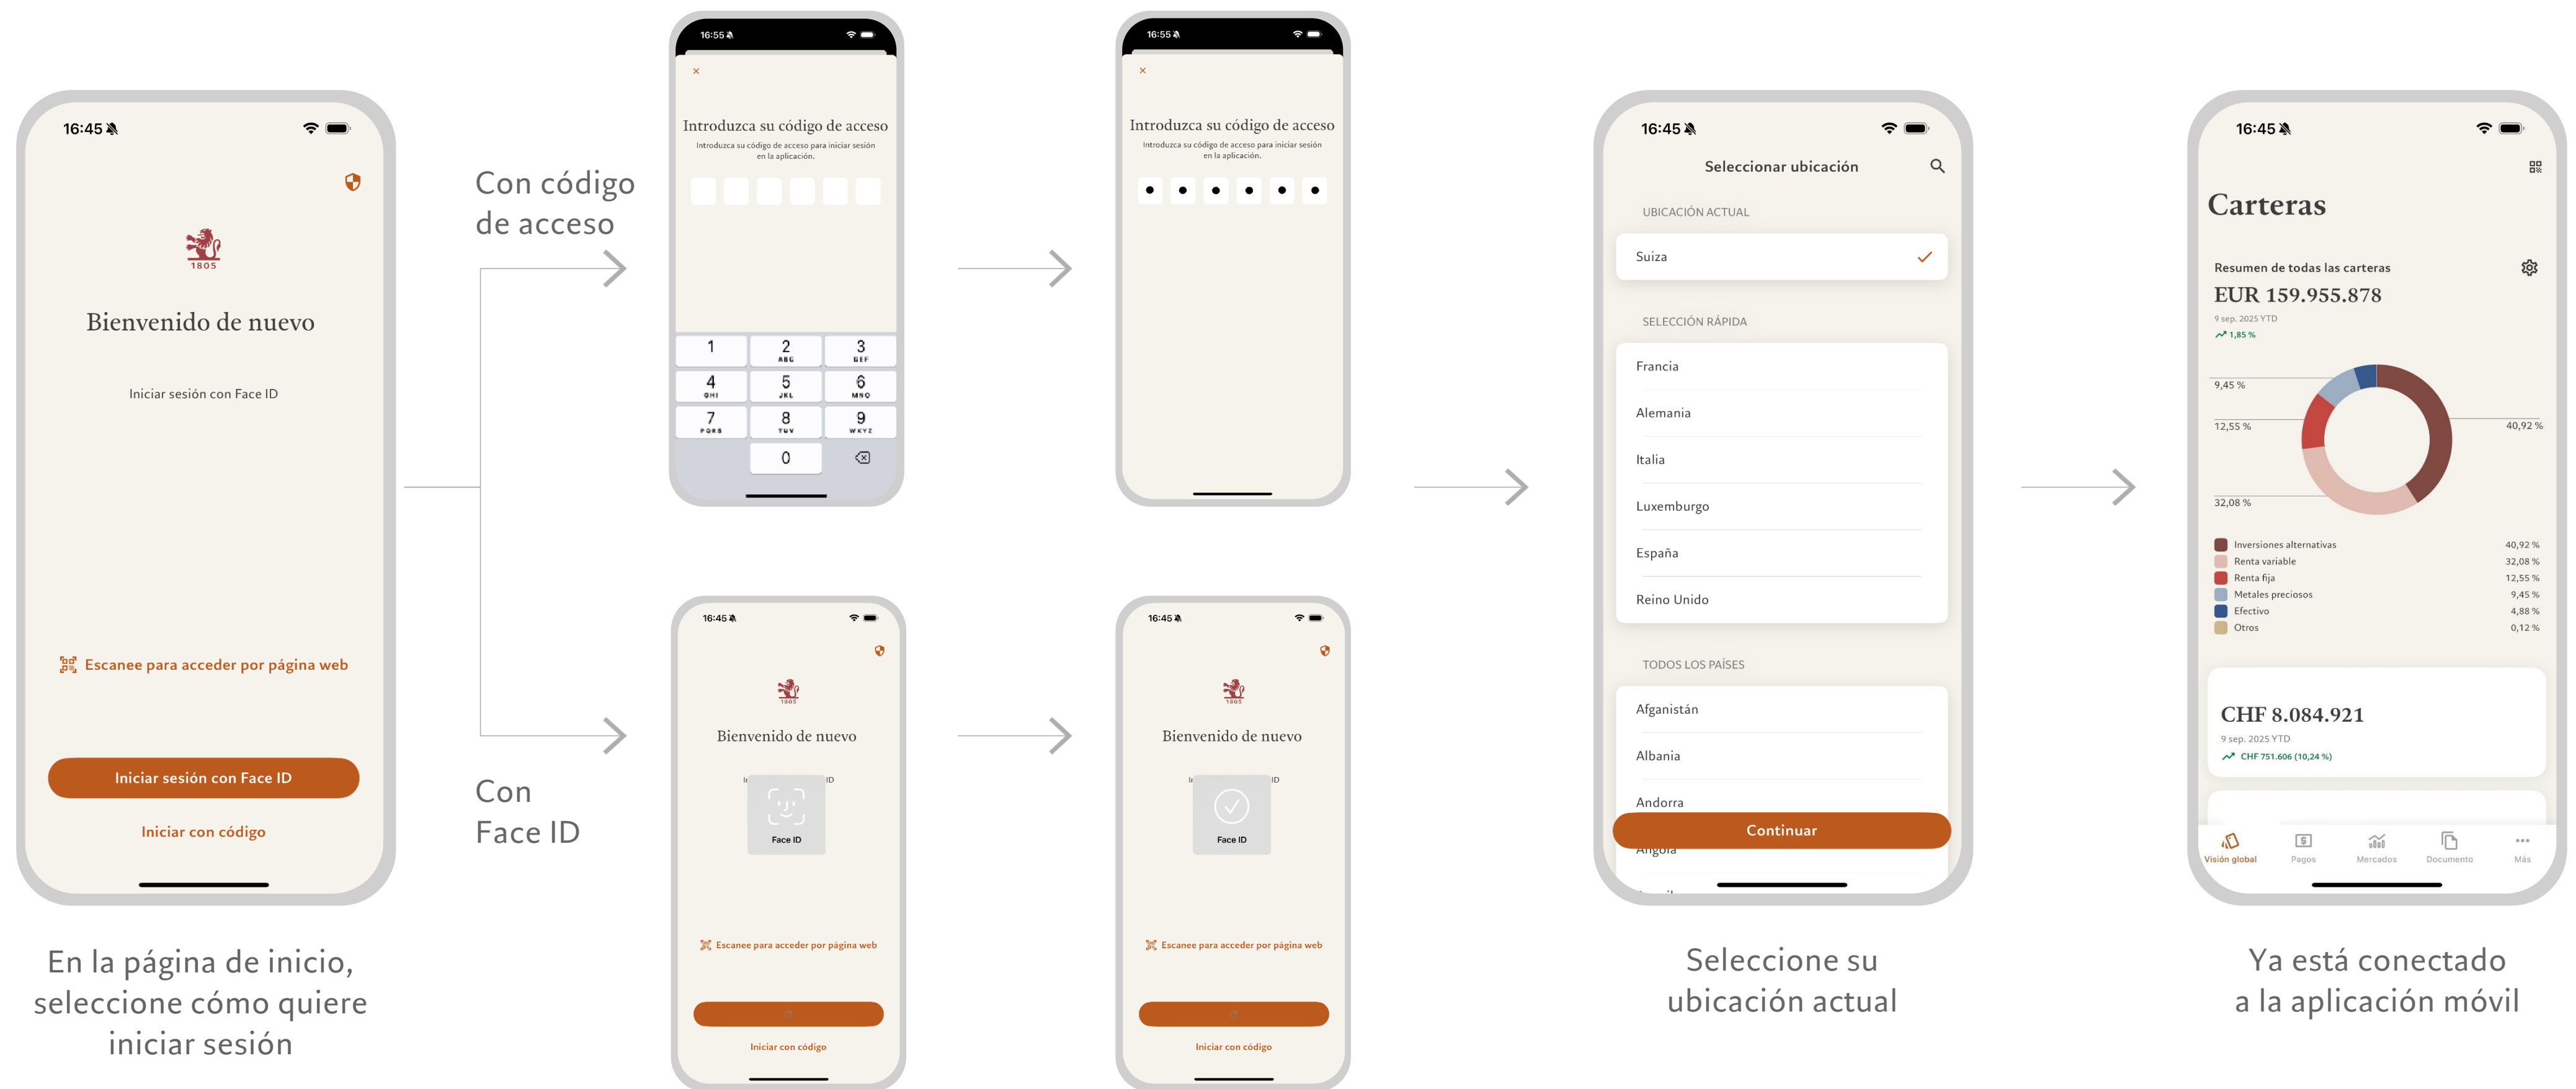 16:45
1805
Bienvenido de nuevo
Iniciar sesión con Face ID
Escanee para acceder por página web
Iniciar sesión con Face ID
Iniciar con código
En la página de inicio,
seleccione cómo quiere
iniciar sesión
Con código
de acceso
16:55
Introduzca su código de acceso
Introduzca su código de acceso para iniciar sesión
en la aplicación.
1
2
ABC
3
DEF
4
GHI
5
JKL
6
MNO
7
PQRS
8
TUV
9
WXYZ
0
16:55
Introduzca su código de acceso
Introduzca su código de acceso para iniciar sesión
en la aplicación.
Con
Face ID
16:45
1805
Bienvenido de nuevo
ID
Face ID
Escanee para acceder por página web
Iniciar con código
16:45
1805
Bienvenido de nuevo
ID
Face ID
Escanee para acceder por página web
Iniciar con código
16:45
Seleccionar ubicación
UBICACIÓN ACTUAL
Suiza
SELECCIÓN RÁPIDA
Francia
Alemania
Italia
Luxemburgo
España
Reino Unido
TODOS LOS PAÍSES
Afganistán
Albania
Andorra
Continuar
Angola
Seleccione su
ubicación actual
16:45
Carteras
Resumen de todas las carteras
EUR 159.955.878
9 sep. 2025 YTD
1,85 %
9,45 %
12,55 %
40,92 %
32,08 %
Inversiones alternativas 40,92 %
Renta variable 32,08 %
Renta fija 12,55 %
Metales preciosos 9,45 %
Efectivo 4,88 %
Otros 0,12 %
CHF 8.084.921
9 sep. 2025 YTD
CHF 751.606 (10,24 %)
Visión global
Pagos
Mercados
Documento
Más
Ya está conectado
a la aplicación móvil